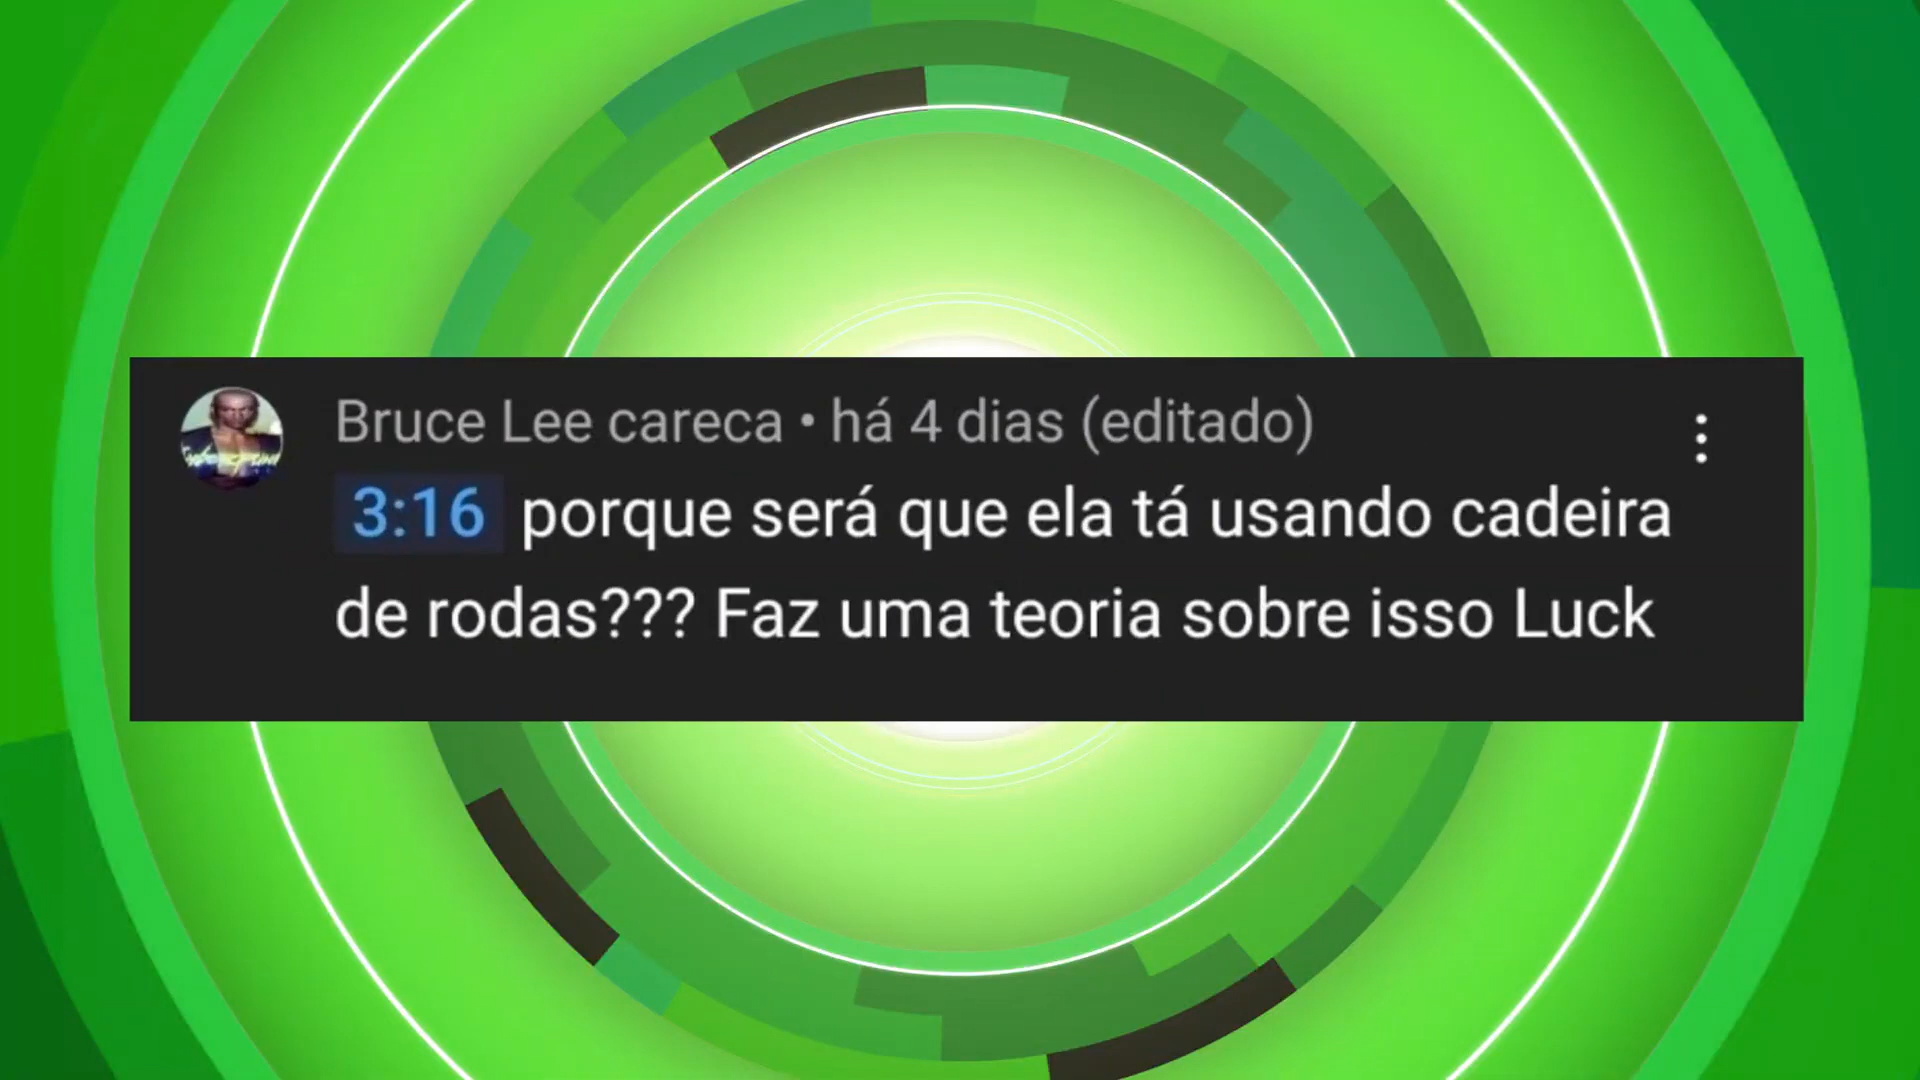 Bruce Lee careca • há 4 dias (editado)
3:16 porque será que ela tá usando cadeira
de rodas??? Faz uma teoria sobre isso Luck